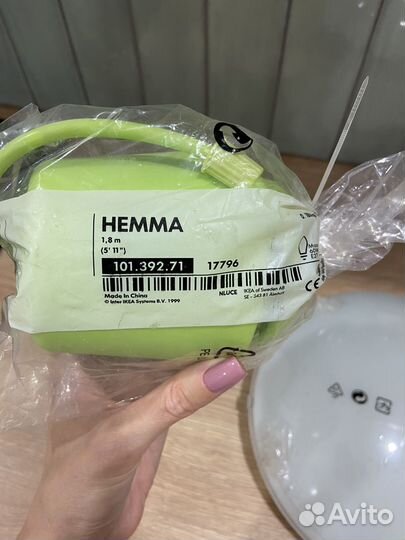 HEMMA
1,8 m
(5' 11")
101.392.71 17796
Made in China
© Inter IKEA Systems B.V. 1999
NLUCE
IKEA of Sweden AB
SE - 343 81 Älmhult
CE
Avito